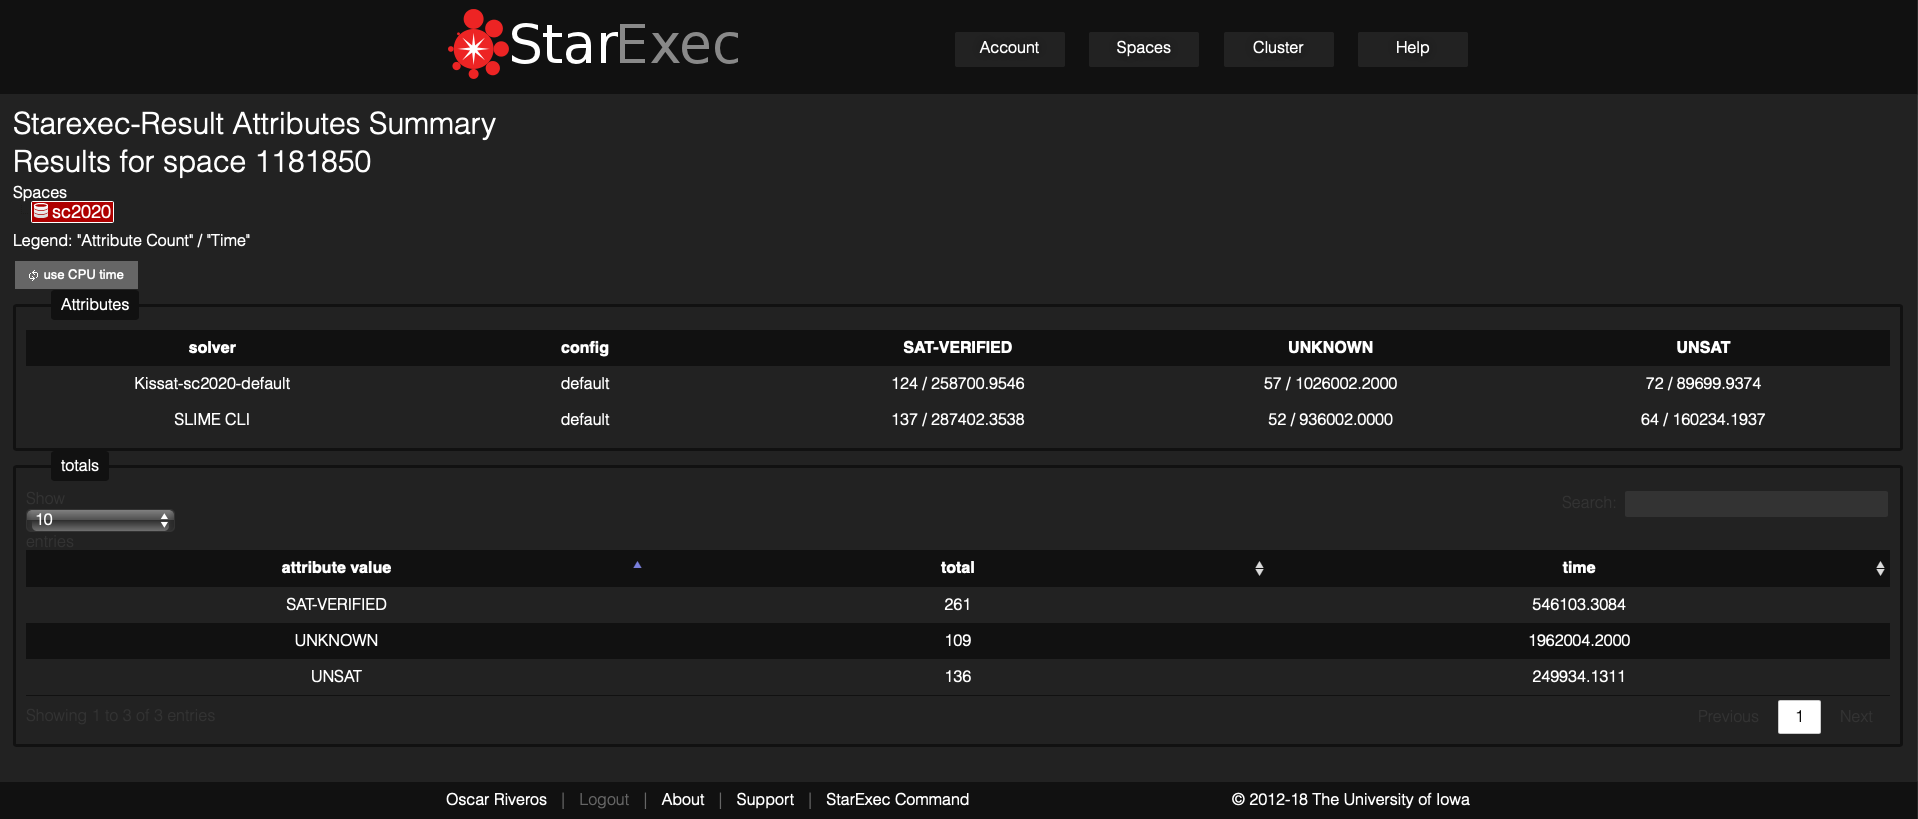 StarExec
Account Spaces Cluster Help
Starexec-Result Attributes Summary
Results for space 1181850
Spaces
sc2020
Legend: "Attribute Count" / "Time"
use CPU time
Attributes
solver config SAT-VERIFIED UNKNOWN UNSAT
Kissat-sc2020-default default 124 / 258700.9546 57 / 1026002.2000 72 / 89699.9374
SLIME CLI default 137 / 287402.3538 52 / 936002.0000 64 / 160234.1937
totals
Show
10
entries
Search:
attribute value total time
SAT-VERIFIED 261 546103.3084
UNKNOWN 109 1962004.2000
UNSAT 136 249934.1311
Showing 1 to 3 of 3 entries
Previous 1 Next
Oscar Riveros | Logout | About | Support | StarExec Command © 2012-18 The University of Iowa